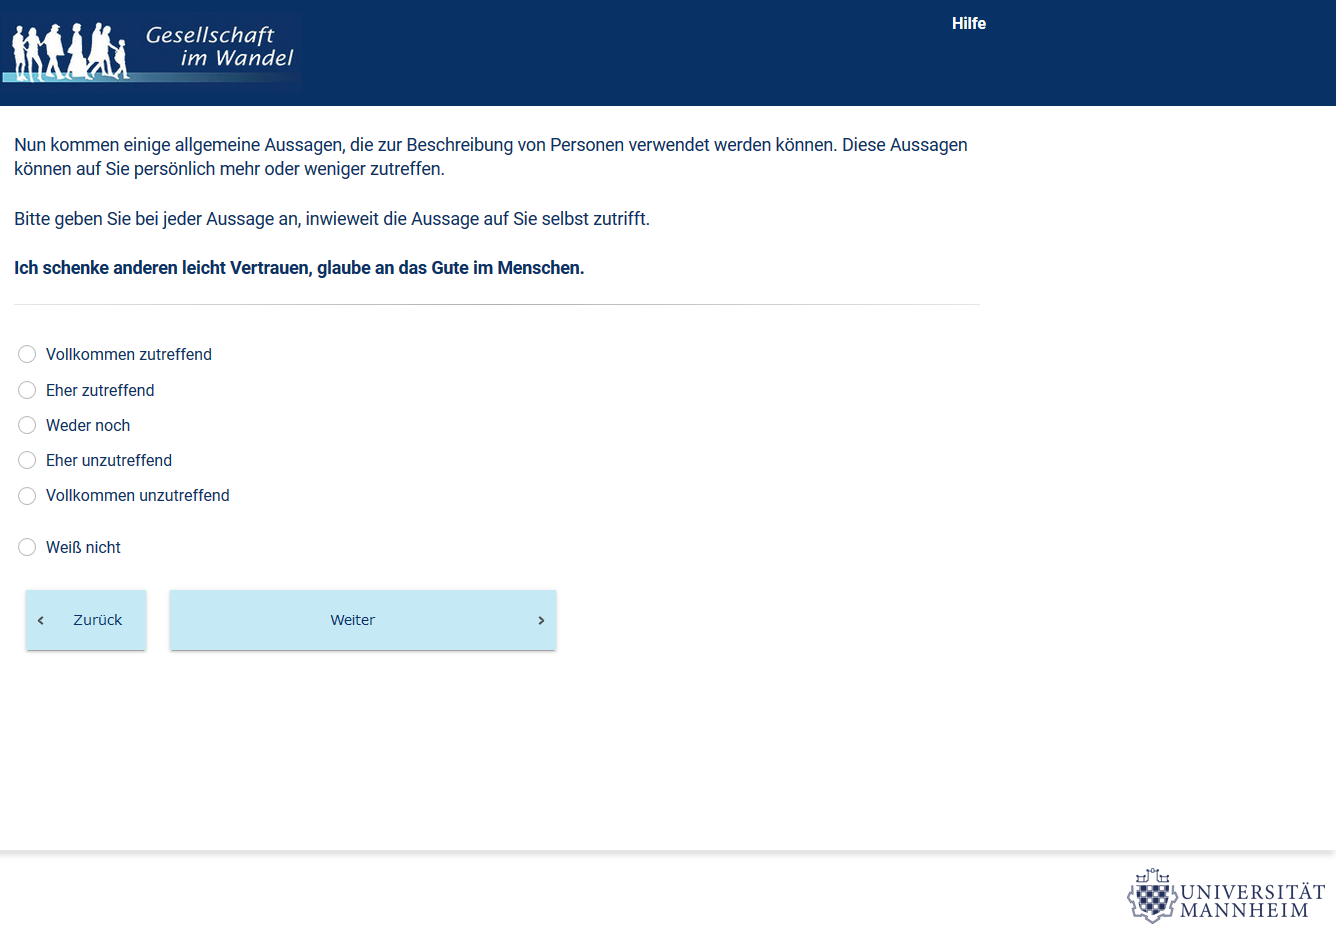 Gesellschaft
im Wandel
Hilfe
Nun kommen einige allgemeine Aussagen, die zur Beschreibung von Personen verwendet werden können. Diese Aussagen
können auf Sie persönlich mehr oder weniger zutreffen.
Bitte geben Sie bei jeder Aussage an, inwieweit die Aussage auf Sie selbst zutrifft.
Ich schenke anderen leicht Vertrauen, glaube an das Gute im Menschen.
Vollkommen zutreffend
Eher zutreffend
Weder noch
Eher unzutreffend
Vollkommen unzutreffend
Weiß nicht
Zurück
Weiter
UNIVERSITÄT
MANNHEIM